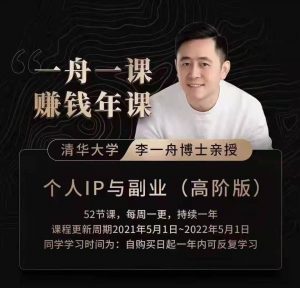 一舟一课
赚钱年课
清华大学 / 李一舟博士亲授
个人IP与副业（高阶版）
52节课，每周一更，持续一年
课程更新周期2021年5月1日~2022年5月1日
同学学习时间为：自购买日起一年内可反复学习